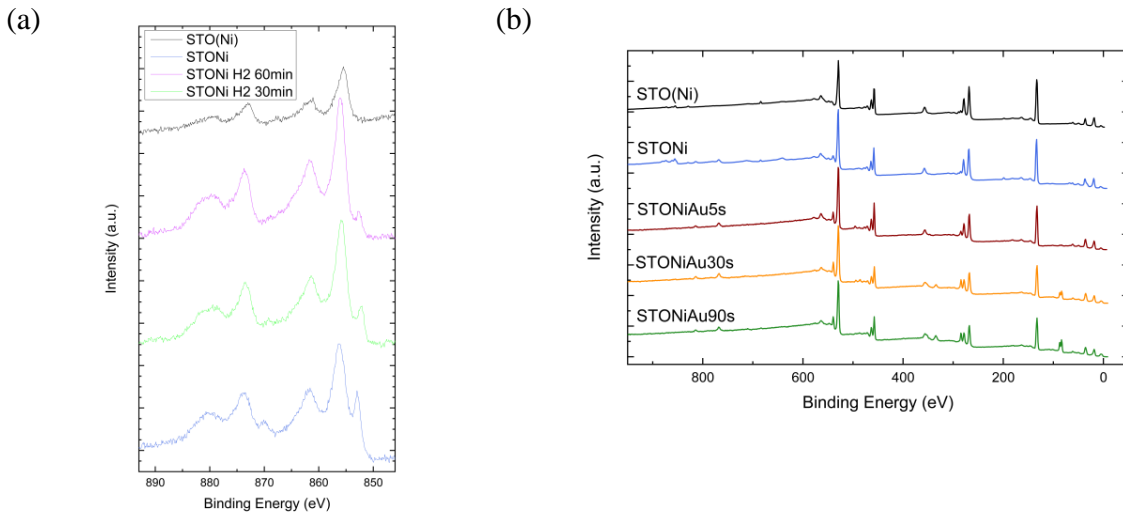 (a)
STO(Ni)
STONi
STONi H2 60min
STONi H2 30min
Intensity (a.u.)
890 880 870 860 850
Binding Energy (eV)
(b)
STO(Ni)
STONi
STONiAu5s
STONiAu30s
STONiAu90s
Intensity (a.u.)
800 600 400 200 0
Binding Energy (eV)